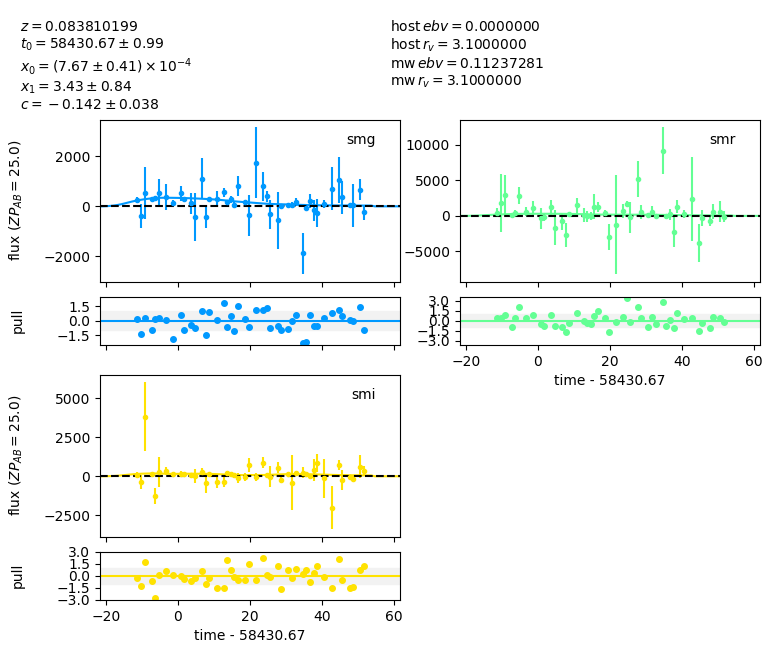 z = 0.083810199
t₀ = 58430.67 ± 0.99
x₀ = (7.67 ± 0.41) × 10⁻⁴
x₁ = 3.43 ± 0.84
c = −0.142 ± 0.038
host ebv = 0.0000000
host r_v = 3.1000000
mw ebv = 0.11237281
mw r_v = 3.1000000
smg
flux (ZP_AB = 25.0)
2000
0
−2000
smr
10000
5000
0
−5000
pull
1.5
0.0
−1.5
3.0
1.5
0.0
−1.5
−3.0
−20 0 20 40 60
time - 58430.67
smi
flux (ZP_AB = 25.0)
5000
2500
0
−2500
pull
3.0
1.5
0.0
−1.5
−3.0
−20 0 20 40 60
time - 58430.67